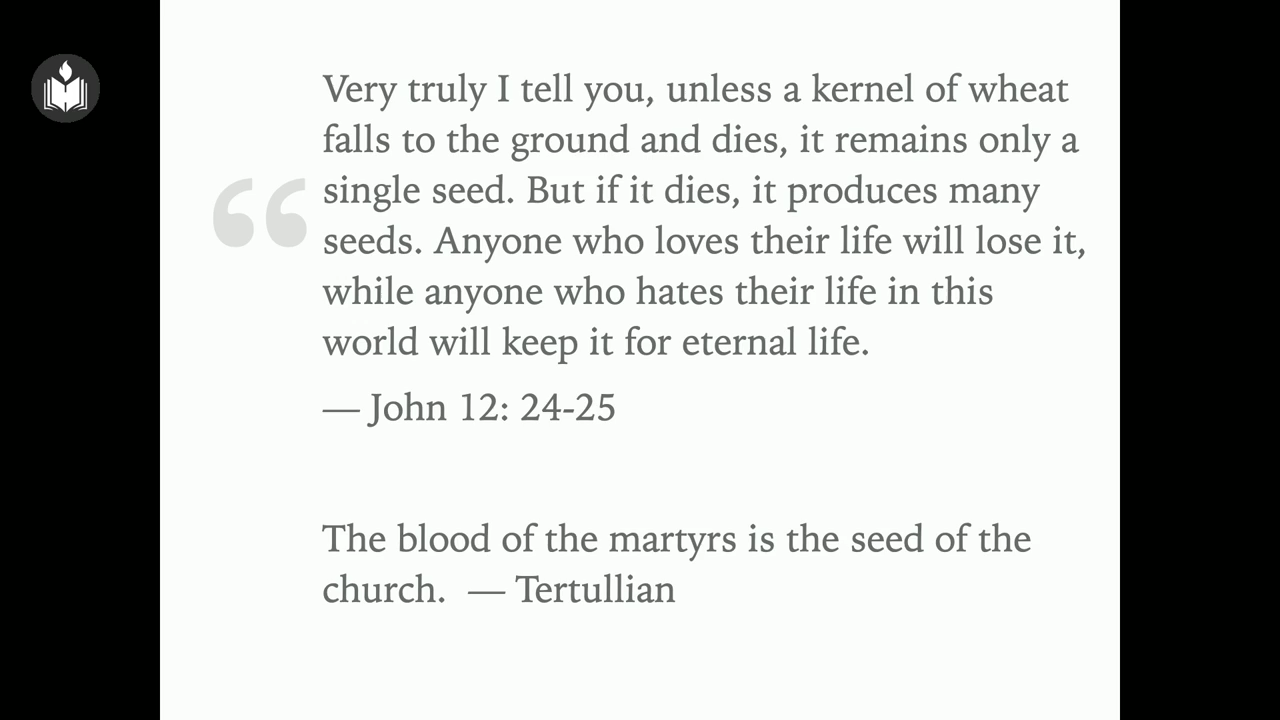 Very truly I tell you, unless a kernel of wheat
falls to the ground and dies, it remains only a
single seed. But if it dies, it produces many
seeds. Anyone who loves their life will lose it,
while anyone who hates their life in this
world will keep it for eternal life.
— John 12: 24-25
The blood of the martyrs is the seed of the
church.  — Tertullian